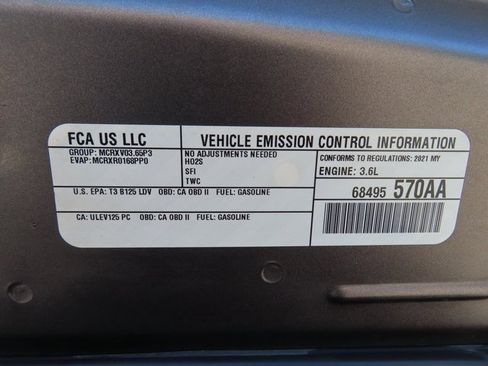 FCA US LLC
GROUP: MCRXV03.65P3
EVAP: MCRXR0168PP0
VEHICLE EMISSION CONTROL INFORMATION
NO ADJUSTMENTS NEEDED
HO2S
SFI
TWC
CONFORMS TO REGULATIONS: 2021 MY
ENGINE: 3.6L
68495 570AA
U.S. EPA: T3 B125 LDV OBD: CA OBD II FUEL: GASOLINE
CA: ULEV125 PC OBD: CA OBD II FUEL: GASOLINE